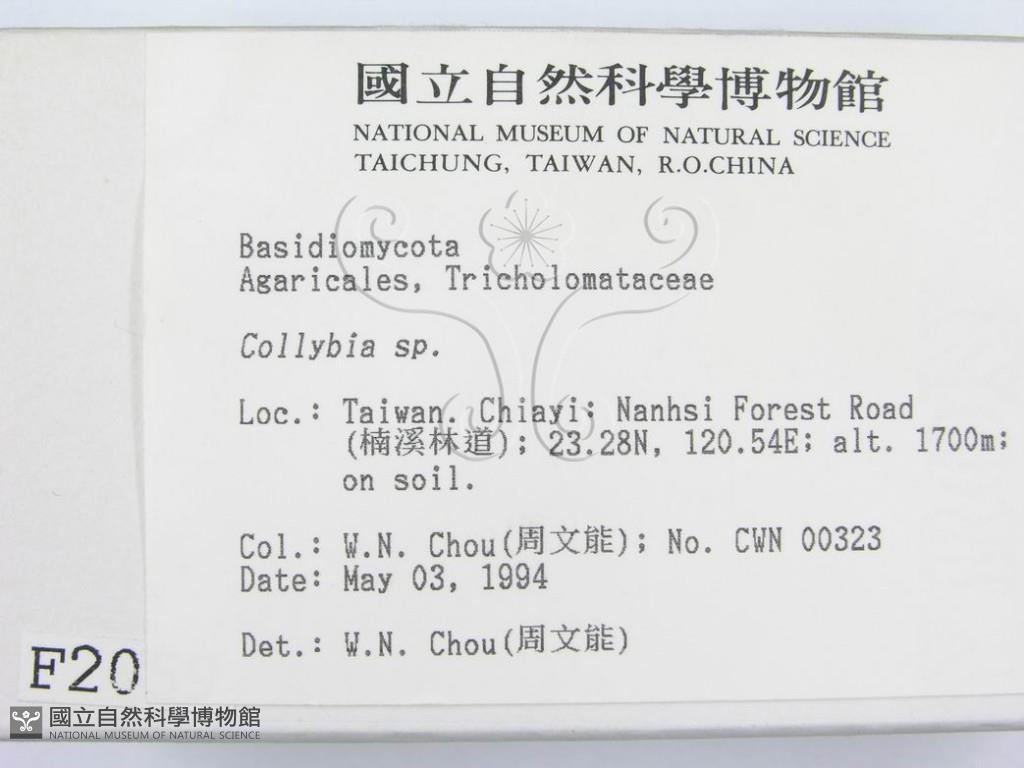 國立自然科學博物館
NATIONAL MUSEUM OF NATURAL SCIENCE
TAICHUNG, TAIWAN, R.O.CHINA
Basidiomycota
Agaricales, Tricholomataceae
Collybia sp.
Loc.: Taiwan. Chiayi; Nanhsi Forest Road
(楠溪林道); 23.28N, 120.54E; alt. 1700m;
on soil.
Col.: W.N. Chou(周文能); No. CWN 00323
Date: May 03, 1994
Det.: W.N. Chou(周文能)
F20
國立自然科學博物館
NATIONAL MUSEUM OF NATURAL SCIENCE